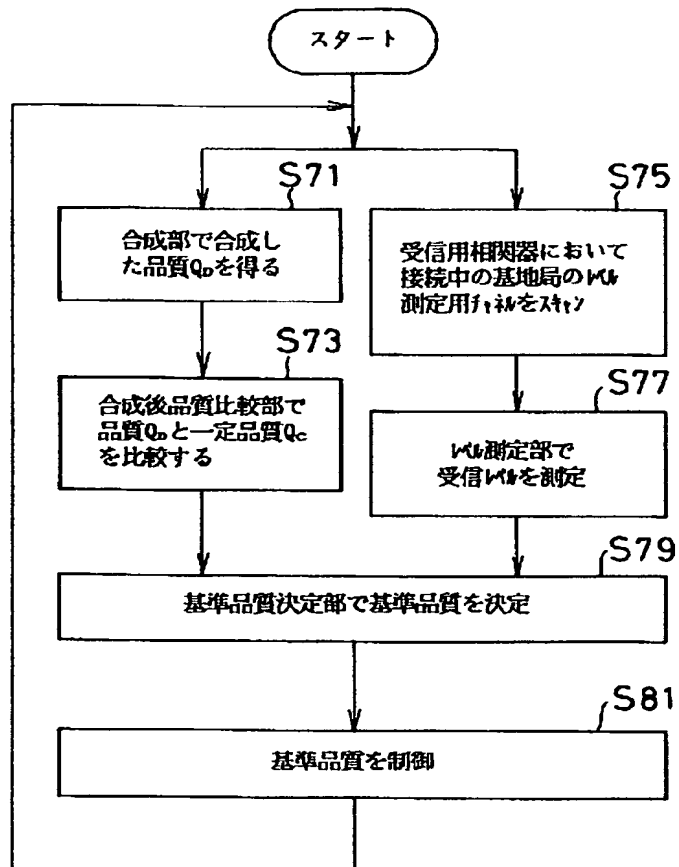 スタート
S71
合成部で合成し
た品質QDを得る
S75
受信用相関器において
接続中の基地局のレベル
測定用チャネルをスキャン
S73
合成後品質比較部で
品質QDと一定品質QC
を比較する
S77
レベル測定部で
受信レベルを測定
S79
基準品質決定部で基準品質を決定
S81
基準品質を制御